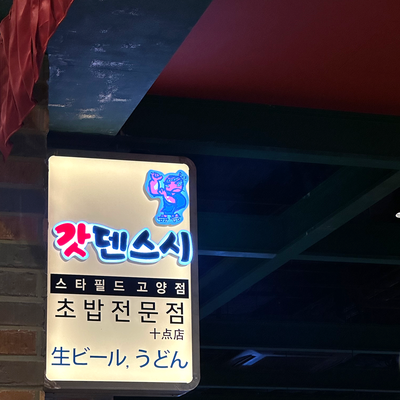 갓덴스시
스타필드 고양점
초밥전문점
十点店
生ビール, うどん